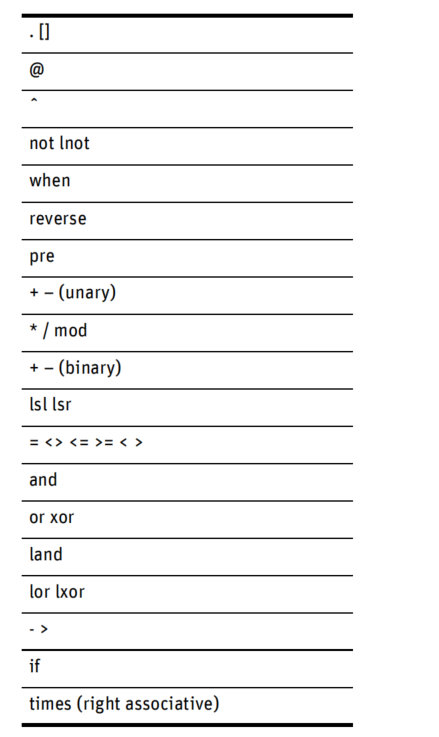 . []
@
ˆ
not lnot
when
reverse
pre
+ – (unary)
* / mod
+ – (binary)
lsl lsr
= <> <= >= < >
and
or xor
land
lor lxor
- >
if
times (right associative)